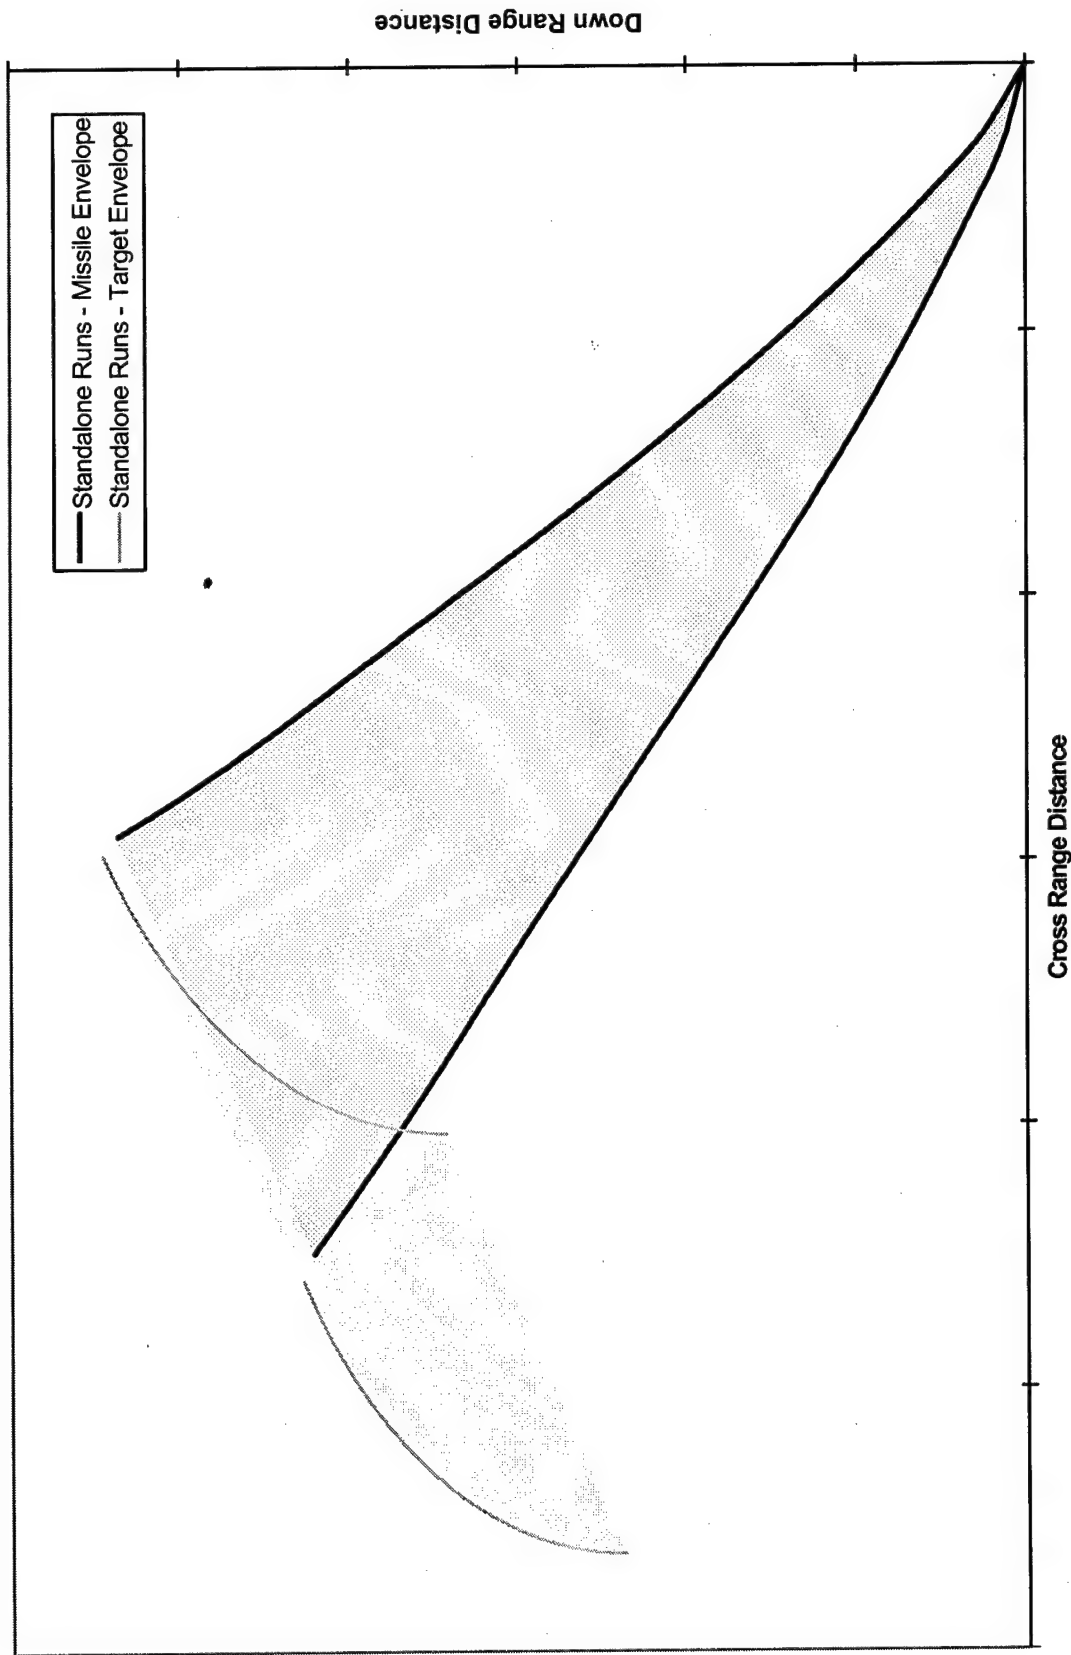 Down Range Distance
Standalone Runs - Missile Envelope
Standalone Runs - Target Envelope
Cross Range Distance